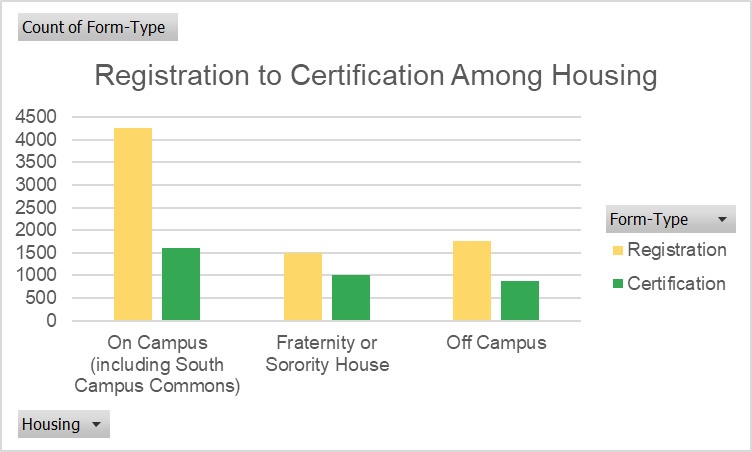 Count of Form-Type
Registration to Certification Among Housing
4500
4000
3500
3000
2500
2000
1500
1000
500
0
On Campus
(including South
Campus Commons)
Fraternity or
Sorority House
Off Campus
Form-Type
Registration
Certification
Housing